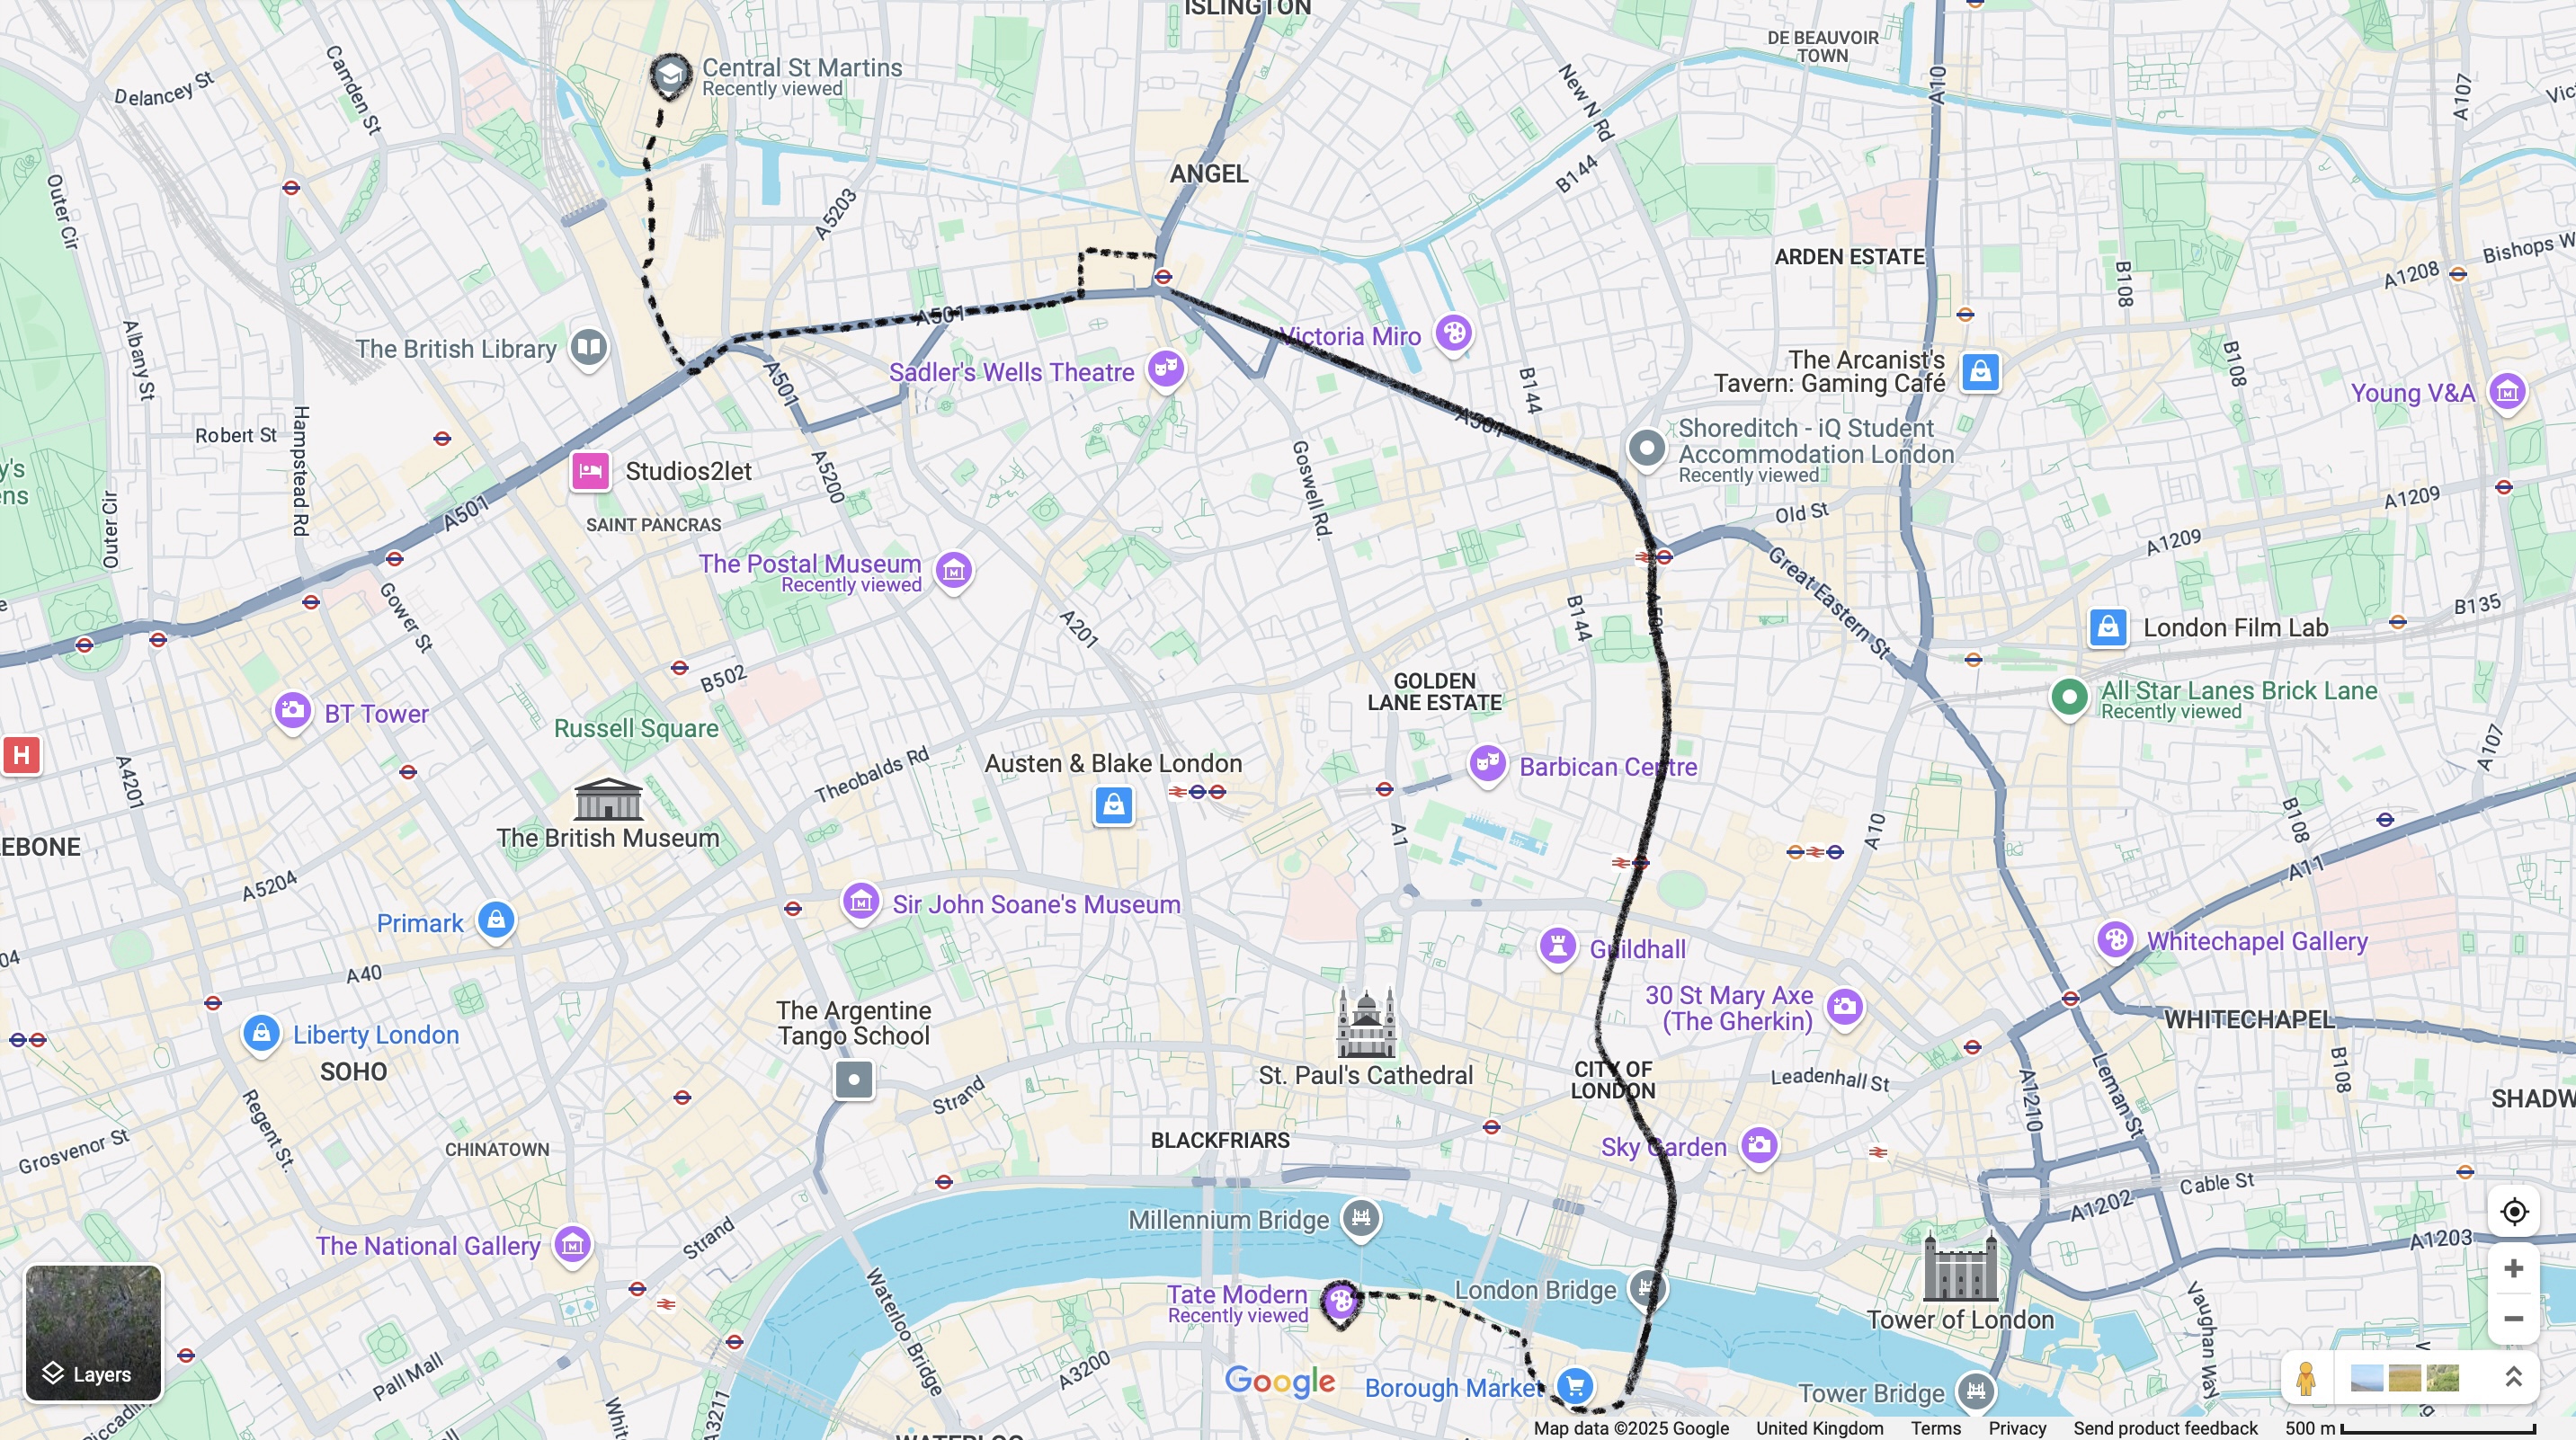 ISLINGTON
DE BEAUVOIR
TOWN
Delancey St
Camden St
Central St Martins
Recently viewed
New N Rd
A10
A107
Vic
Outer Cir
A5203
ANGEL
B144
ARDEN ESTATE
B108
A1208
Bishops W
Albany St
The British Library
A501
Sadler's Wells Theatre
Victoria Miro
B144
The Arcanist's
Tavern: Gaming Café
B108
Young V&A
A501
Robert St
Hampstead Rd
Studios2let
A5200
Goswell Rd.
A501
Shoreditch - iQ Student
Accommodation London
Recently viewed
y's
ens
Outer Cir
A501
SAINT PANCRAS
Old St
A1209
A1209
The Postal Museum
Recently viewed
Gower St
A201
B144
A501
Great Eastern St
B135
London Film Lab
B502
GOLDEN
LANE ESTATE
All Star Lanes Brick Lane
Recently viewed
BT Tower
Russell Square
H
A4201
Theobalds Rd
Austen & Blake London
Barbican Centre
A107
The British Museum
A1
A10
B108
A11
EBONE
A5204
Primark
Sir John Soane's Museum
Guildhall
Whitechapel Gallery
04
A40
30 St Mary Axe
(The Gherkin)
WHITECHAPEL
The Argentine
Tango School
Liberty London
SOHO
St. Paul's Cathedral
CITY OF
LONDON
Leadenhall St
A1210
Leman St
B108
SHADW
Regent St.
Strand
Grosvenor St
CHINATOWN
BLACKFRIARS
Sky Garden
Cable St
A1202
Millennium Bridge
The National Gallery
Strand
A1203
Tate Modern
Recently viewed
London Bridge
Waterloo Bridge
Tower of London
Vaughan Way
Layers
Pall Mall
A3200
Google
Borough Market
Tower Bridge
Piccadilly
Whit
A3211
WATERLOO
Map data ©2025 Google
United Kingdom
Terms
Privacy
Send product feedback
500 m